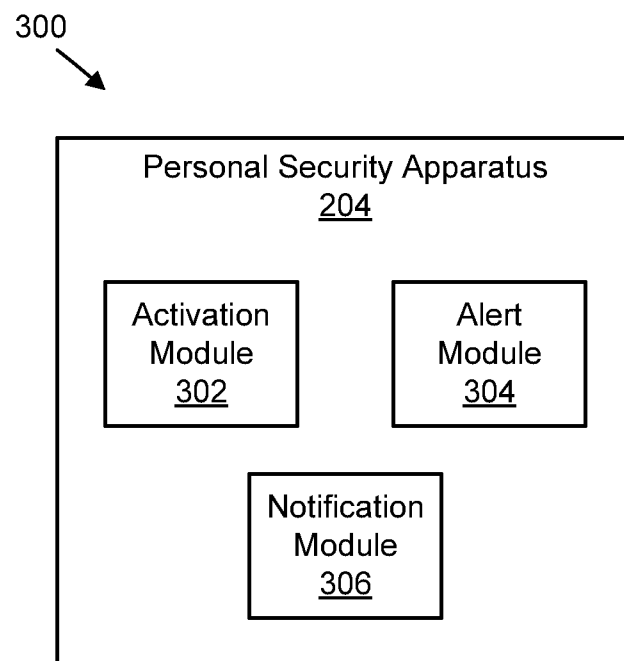 300
Personal Security Apparatus
204
Activation
Module
302
Alert
Module
304
Notification
Module
306